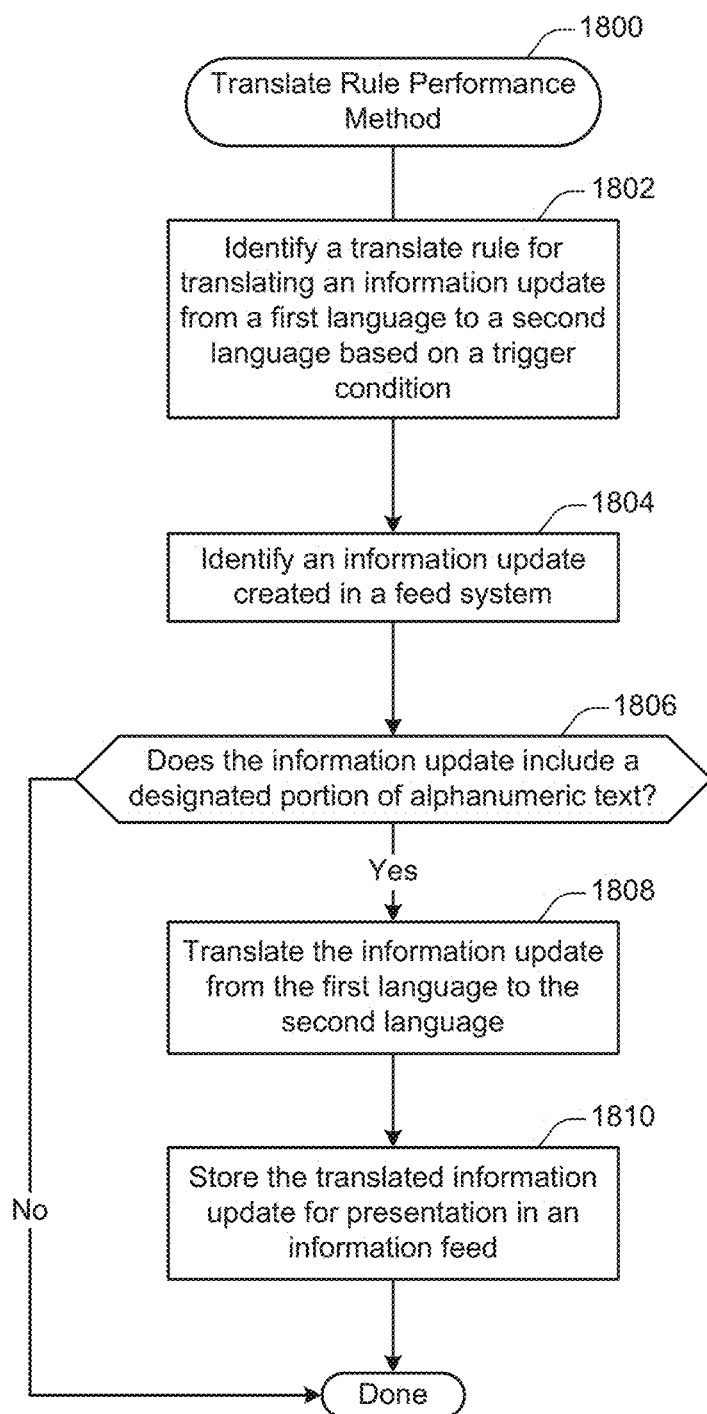 1800
Translate Rule Performance
Method
1802
Identify a translate rule for
translating an information update
from a first language to a second
language based on a trigger
condition
1804
Identify an information update
created in a feed system
1806
Does the information update include a
designated portion of alphanumeric text?
Yes
1808
Translate the information update
from the first language to the
second language
1810
Store the translated information
update for presentation in an
information feed
No
Done